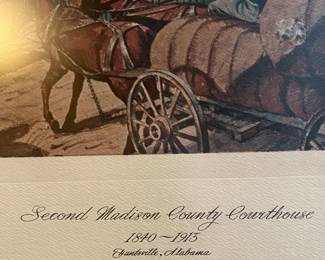 Second Madison County Courthouse
1840~1915
Huntsville, Alabama